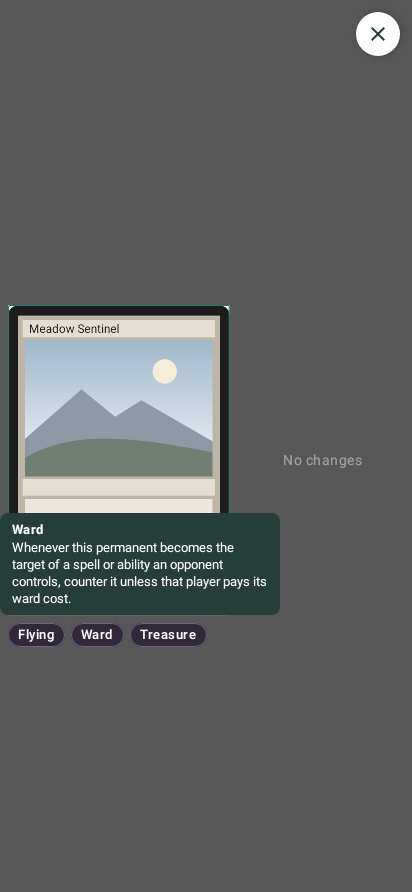 Meadow Sentinel
No changes
Ward
Whenever this permanent becomes the
target of a spell or ability an opponent
controls, counter it unless that player pays its
ward cost.
Flying
Ward
Treasure